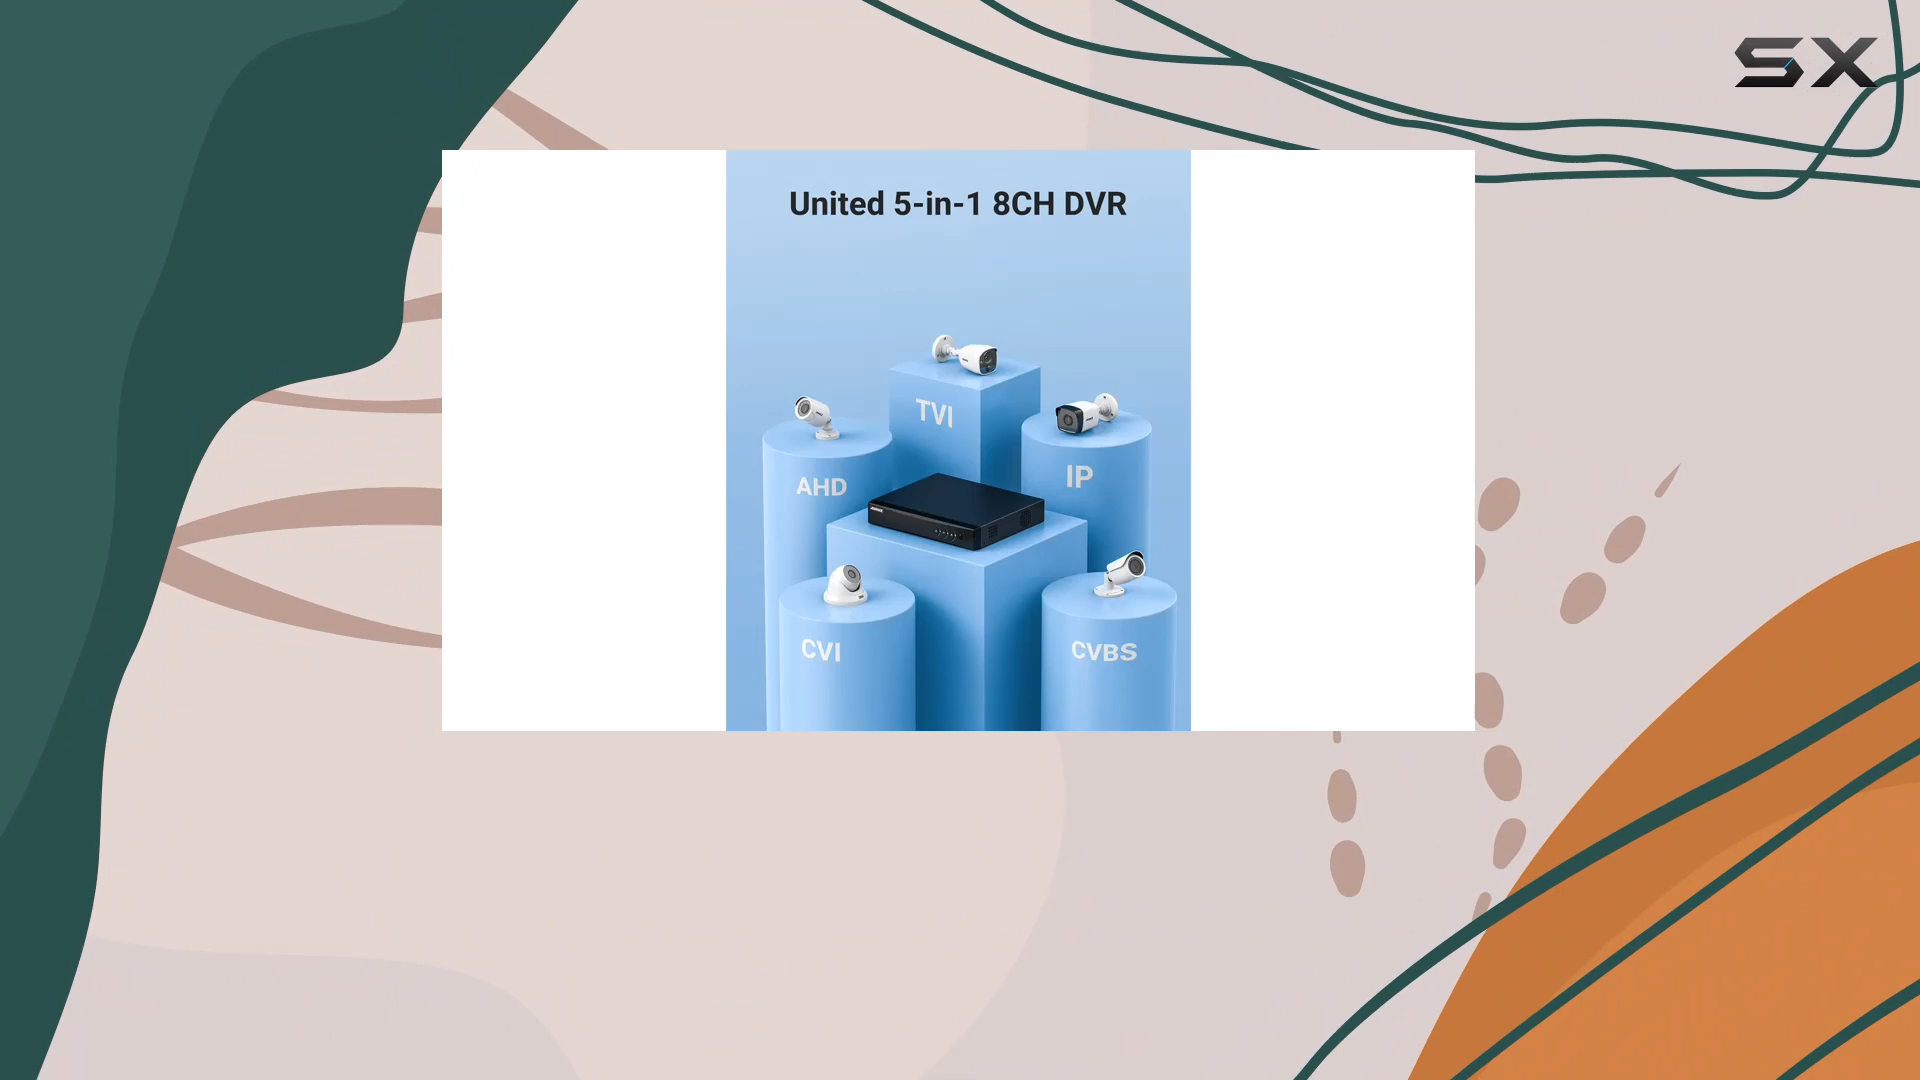 SX
United 5-in-1 8CH DVR
TVI
AHD
IP
CVI
CVBS